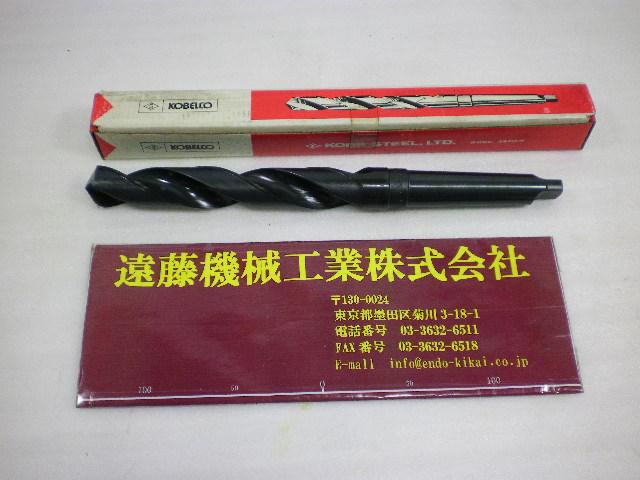 KOBELCO
KOBELCO
KOBE STEEL, LTD.
遠藤機械工業株式会社
〒130-0024
東京都墨田区菊川3-18-1
電話番号 03-3632-6511
FAX番号 03-3632-6518
E-mail info@endo-kikai.co.jp
100 50 0 50 100